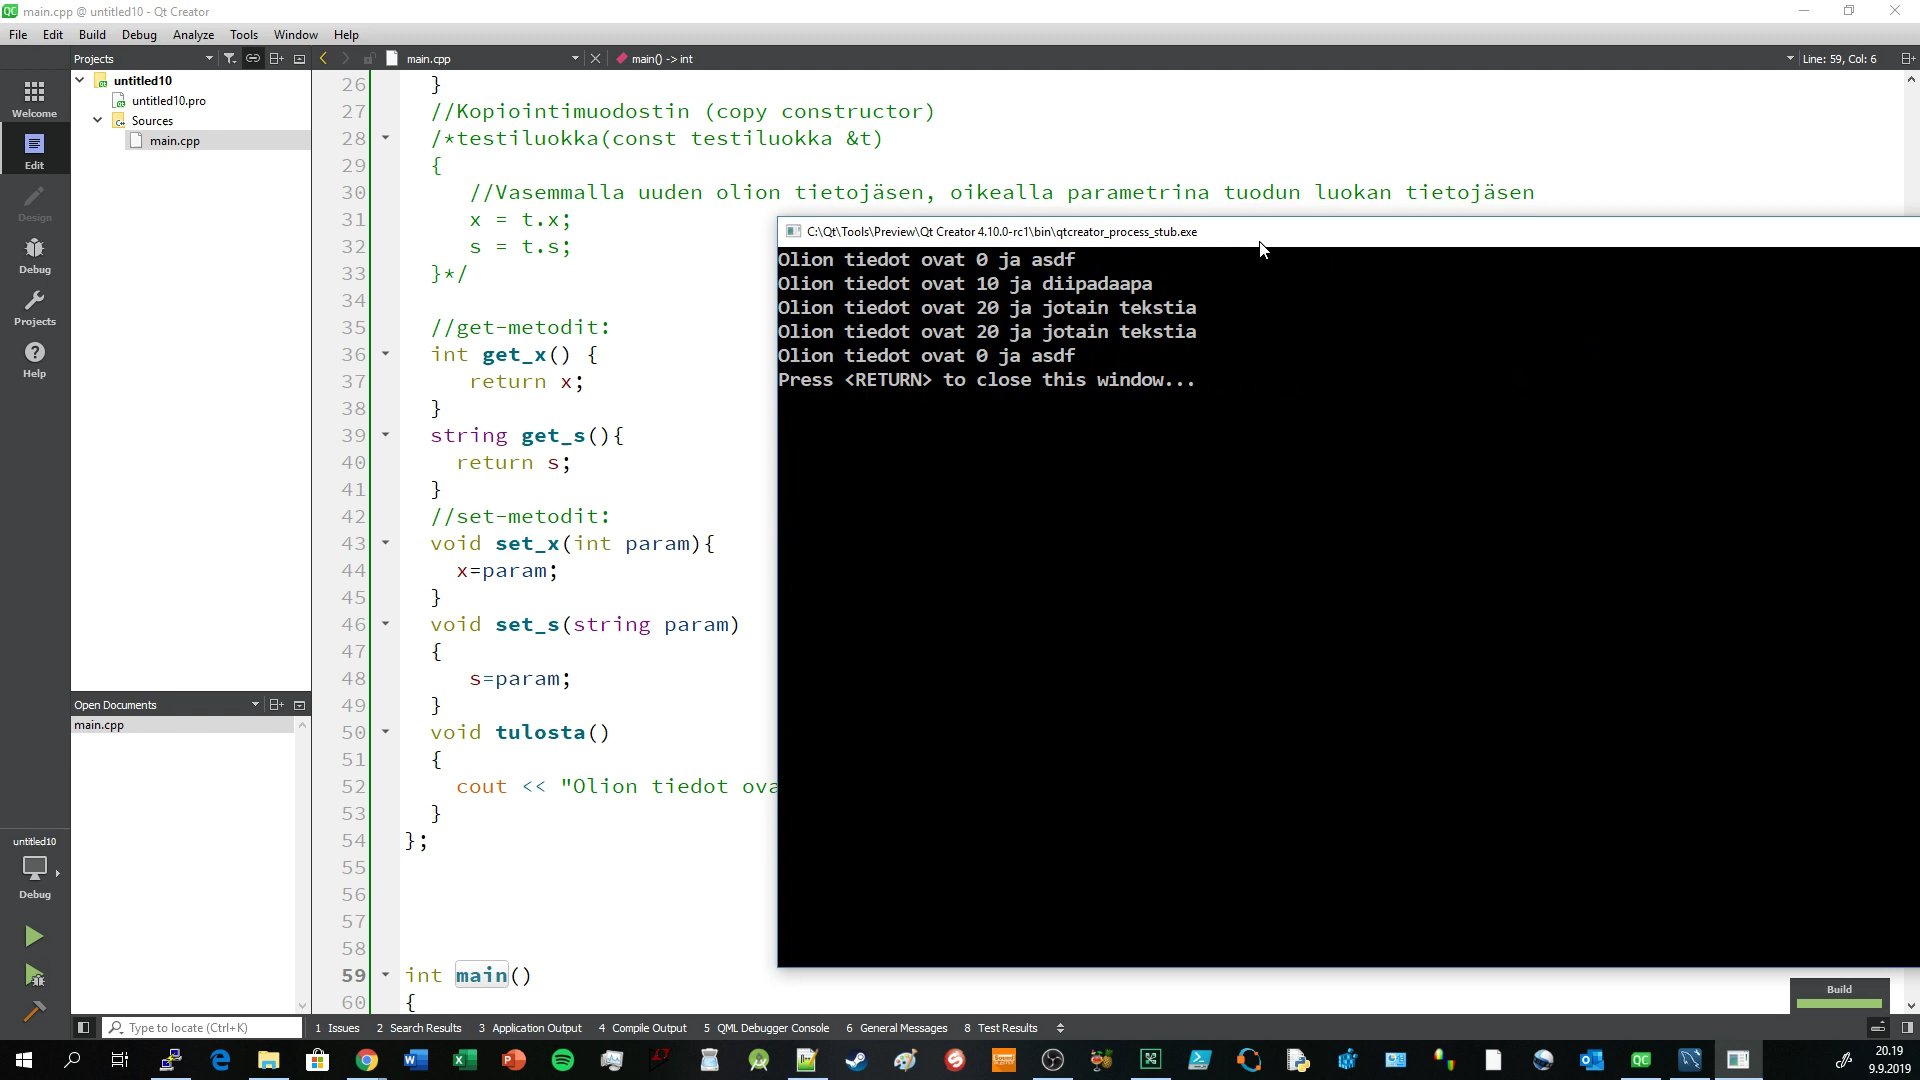 main.cpp @ untitled10 - Qt Creator
File Edit Build Debug Analyze Tools Window Help
Projects
main.cpp
main() -> int
Line: 59, Col: 6
Welcome
Edit
Design
Debug
Projects
Help
untitled10
untitled10.pro
Sources
main.cpp
Open Documents
main.cpp
untitled10
Debug
26 }
27 //Kopiointimuodostin (copy constructor)
28 /*testiluokka(const testiluokka &t)
29 {
30 //Vasemmalla uuden olion tietojäsen, oikealla parametrina tuodun luokan tietojäsen
31 x = t.x;
32 s = t.s;
33 }*/
34
35 //get-metodit:
36 int get_x() {
37 return x;
38 }
39 string get_s(){
40 return s;
41 }
42 //set-metodit:
43 void set_x(int param){
44 x=param;
45 }
46 void set_s(string param)
47 {
48 s=param;
49 }
50 void tulosta()
51 {
52 cout << "Olion tiedot ova
53 }
54 };
55
56
57
58
59 int main()
60 {
C:\Qt\Tools\Preview\Qt Creator 4.10.0-rc1\bin\qtcreator_process_stub.exe
Olion tiedot ovat 0 ja asdf
Olion tiedot ovat 10 ja diipadaapa
Olion tiedot ovat 20 ja jotain tekstia
Olion tiedot ovat 20 ja jotain tekstia
Olion tiedot ovat 0 ja asdf
Press <RETURN> to close this window...
Build
Type to locate (Ctrl+K)
1 Issues 2 Search Results 3 Application Output 4 Compile Output 5 QML Debugger Console 6 General Messages 8 Test Results
20.19
9.9.2019